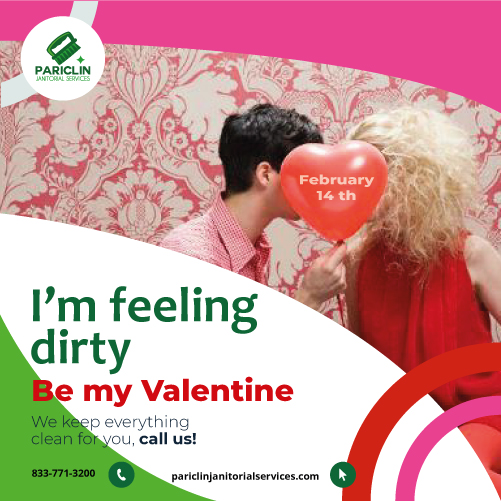 PARICLIN
JANITORIAL SERVICES
February
14 th
I'm feeling
dirty
Be my Valentine
We keep everything
clean for you, call us!
833-771-3200
pariclinjanitorialservices.com